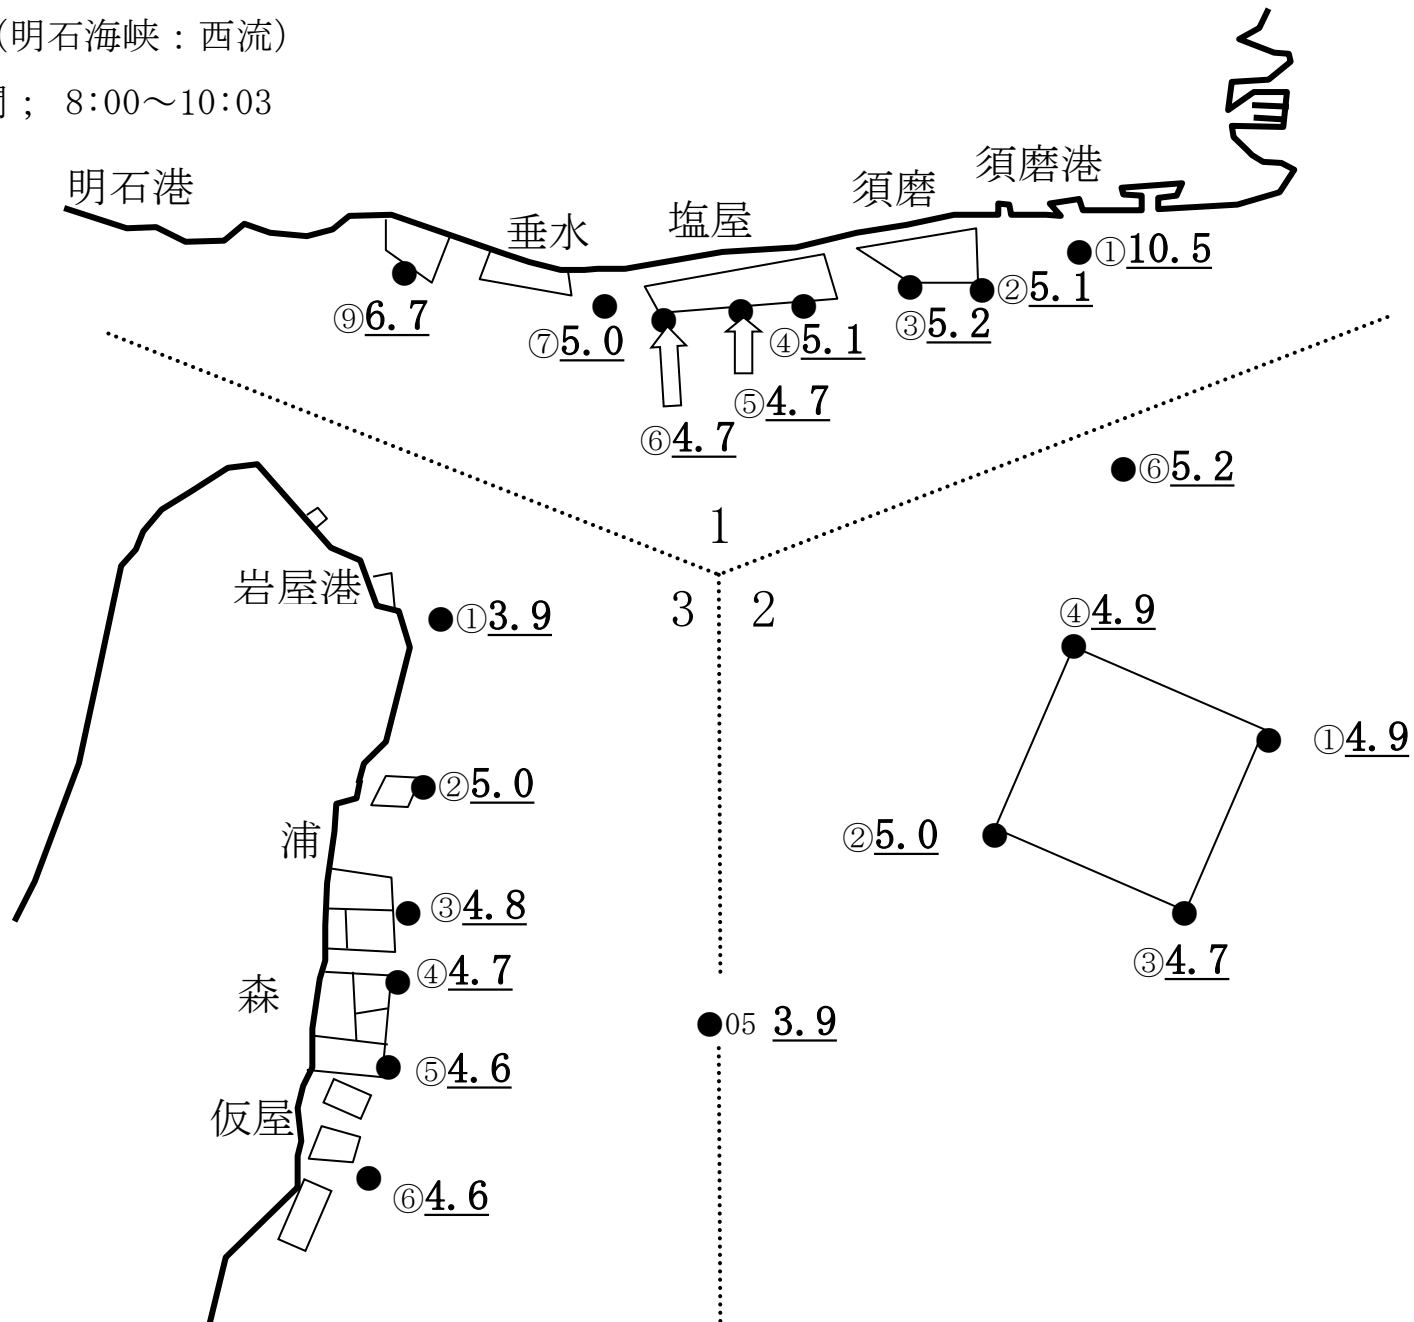 (明石海峡：西流)
； 8:00～10:03
明石港
垂水
塩屋
須磨
須磨港
①10.5
②5.1
③5.2
④5.1
⑤4.7
⑥4.7
⑦5.0
⑨6.7
1
⑥5.2
3 2
岩屋港
①3.9
④4.9
①4.9
②5.0
②5.0
浦
③4.8
③4.7
森
④4.7
05 3.9
⑤4.6
仮屋
⑥4.6